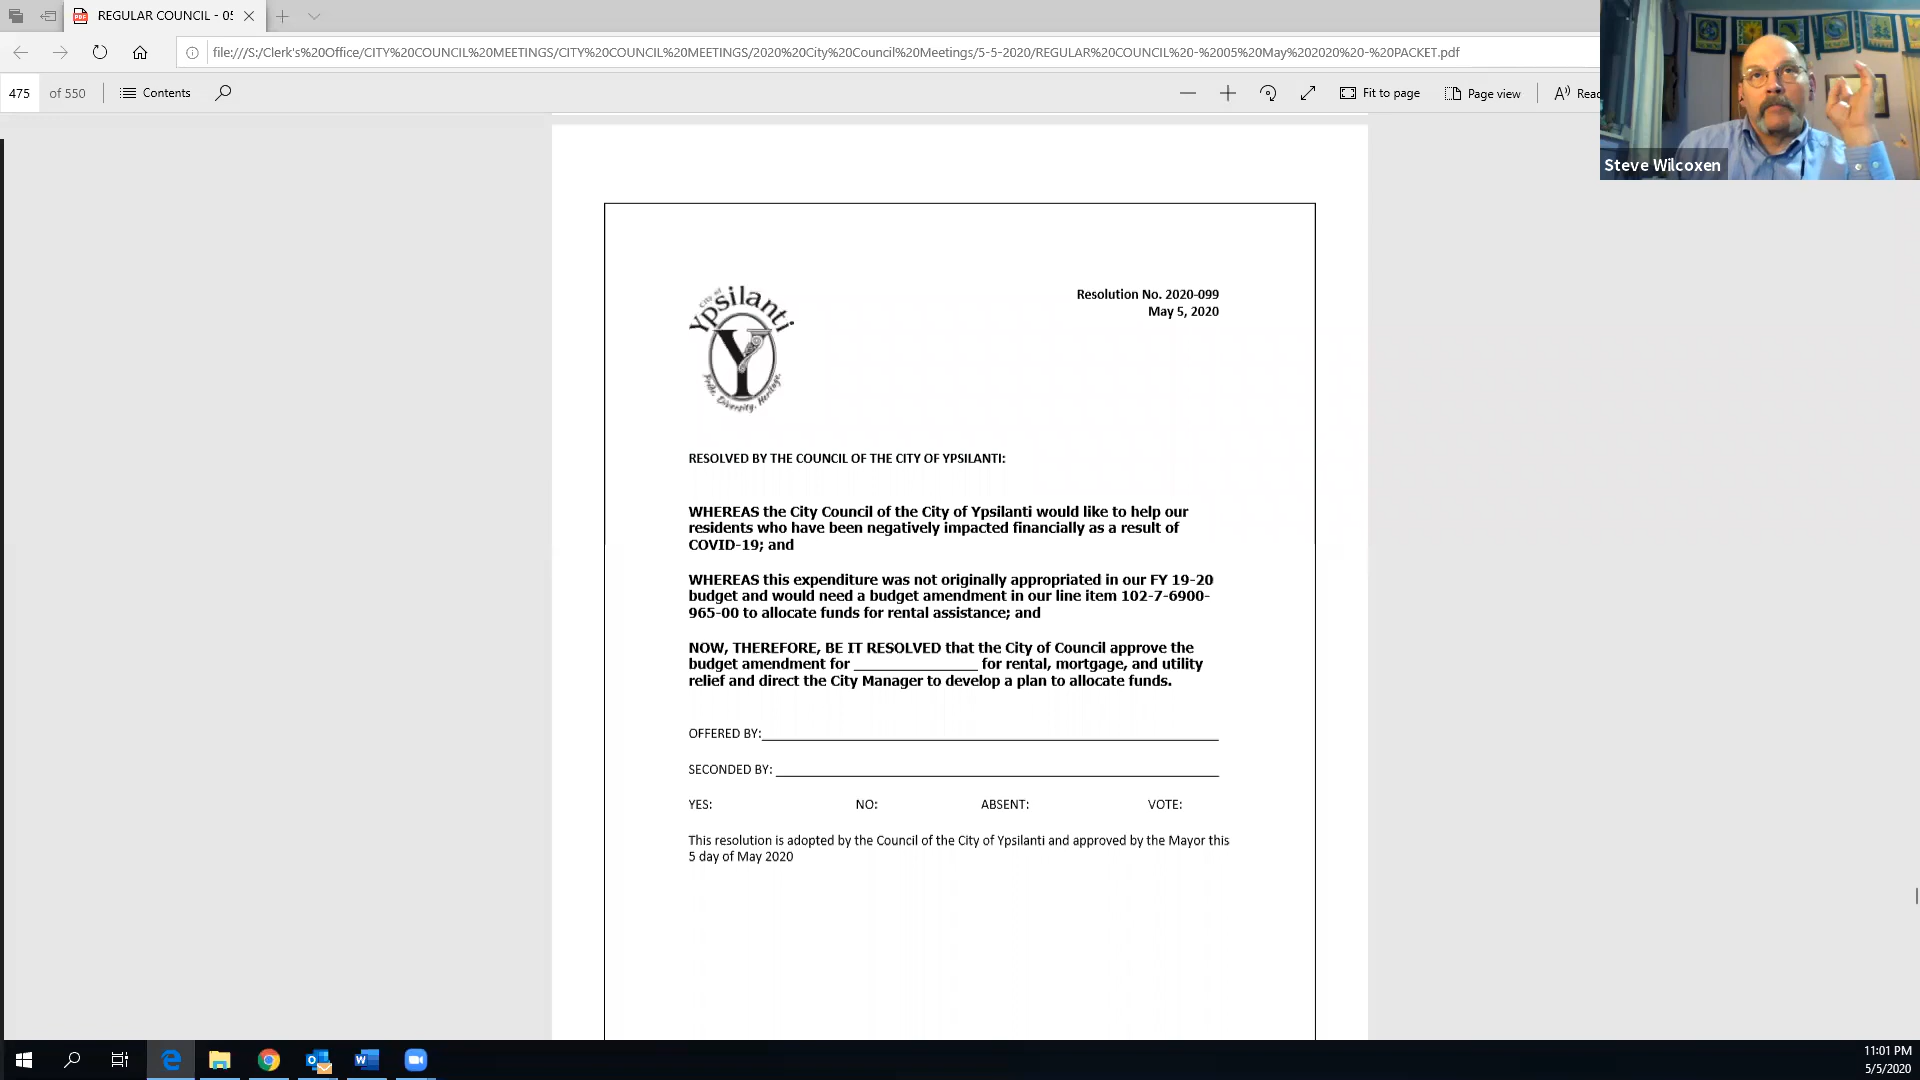 REGULAR COUNCIL - 05
file:///S:/Clerk's%20Office/CITY%20COUNCIL%20MEETINGS/CITY%20COUNCIL%20MEETINGS/2020%20City%20Council%20Meetings/5-5-2020/REGULAR%20COUNCIL%20-%2005%20May%202020%20-%20PACKET.pdf
475 of 550 Contents Fit to page Page view Reac
Steve Wilcoxen
City of
Ypsilanti
Y
Pride, Diversity, Heritage.
Resolution No. 2020-099
May 5, 2020
RESOLVED BY THE COUNCIL OF THE CITY OF YPSILANTI:
WHEREAS the City Council of the City of Ypsilanti would like to help our
residents who have been negatively impacted financially as a result of
COVID-19; and
WHEREAS this expenditure was not originally appropriated in our FY 19-20
budget and would need a budget amendment in our line item 102-7-6900-
965-00 to allocate funds for rental assistance; and
NOW, THEREFORE, BE IT RESOLVED that the City of Council approve the
budget amendment for ________________ for rental, mortgage, and utility
relief and direct the City Manager to develop a plan to allocate funds.
OFFERED BY:
SECONDED BY:
YES: NO: ABSENT: VOTE:
This resolution is adopted by the Council of the City of Ypsilanti and approved by the Mayor this
5 day of May 2020
11:01 PM
5/5/2020